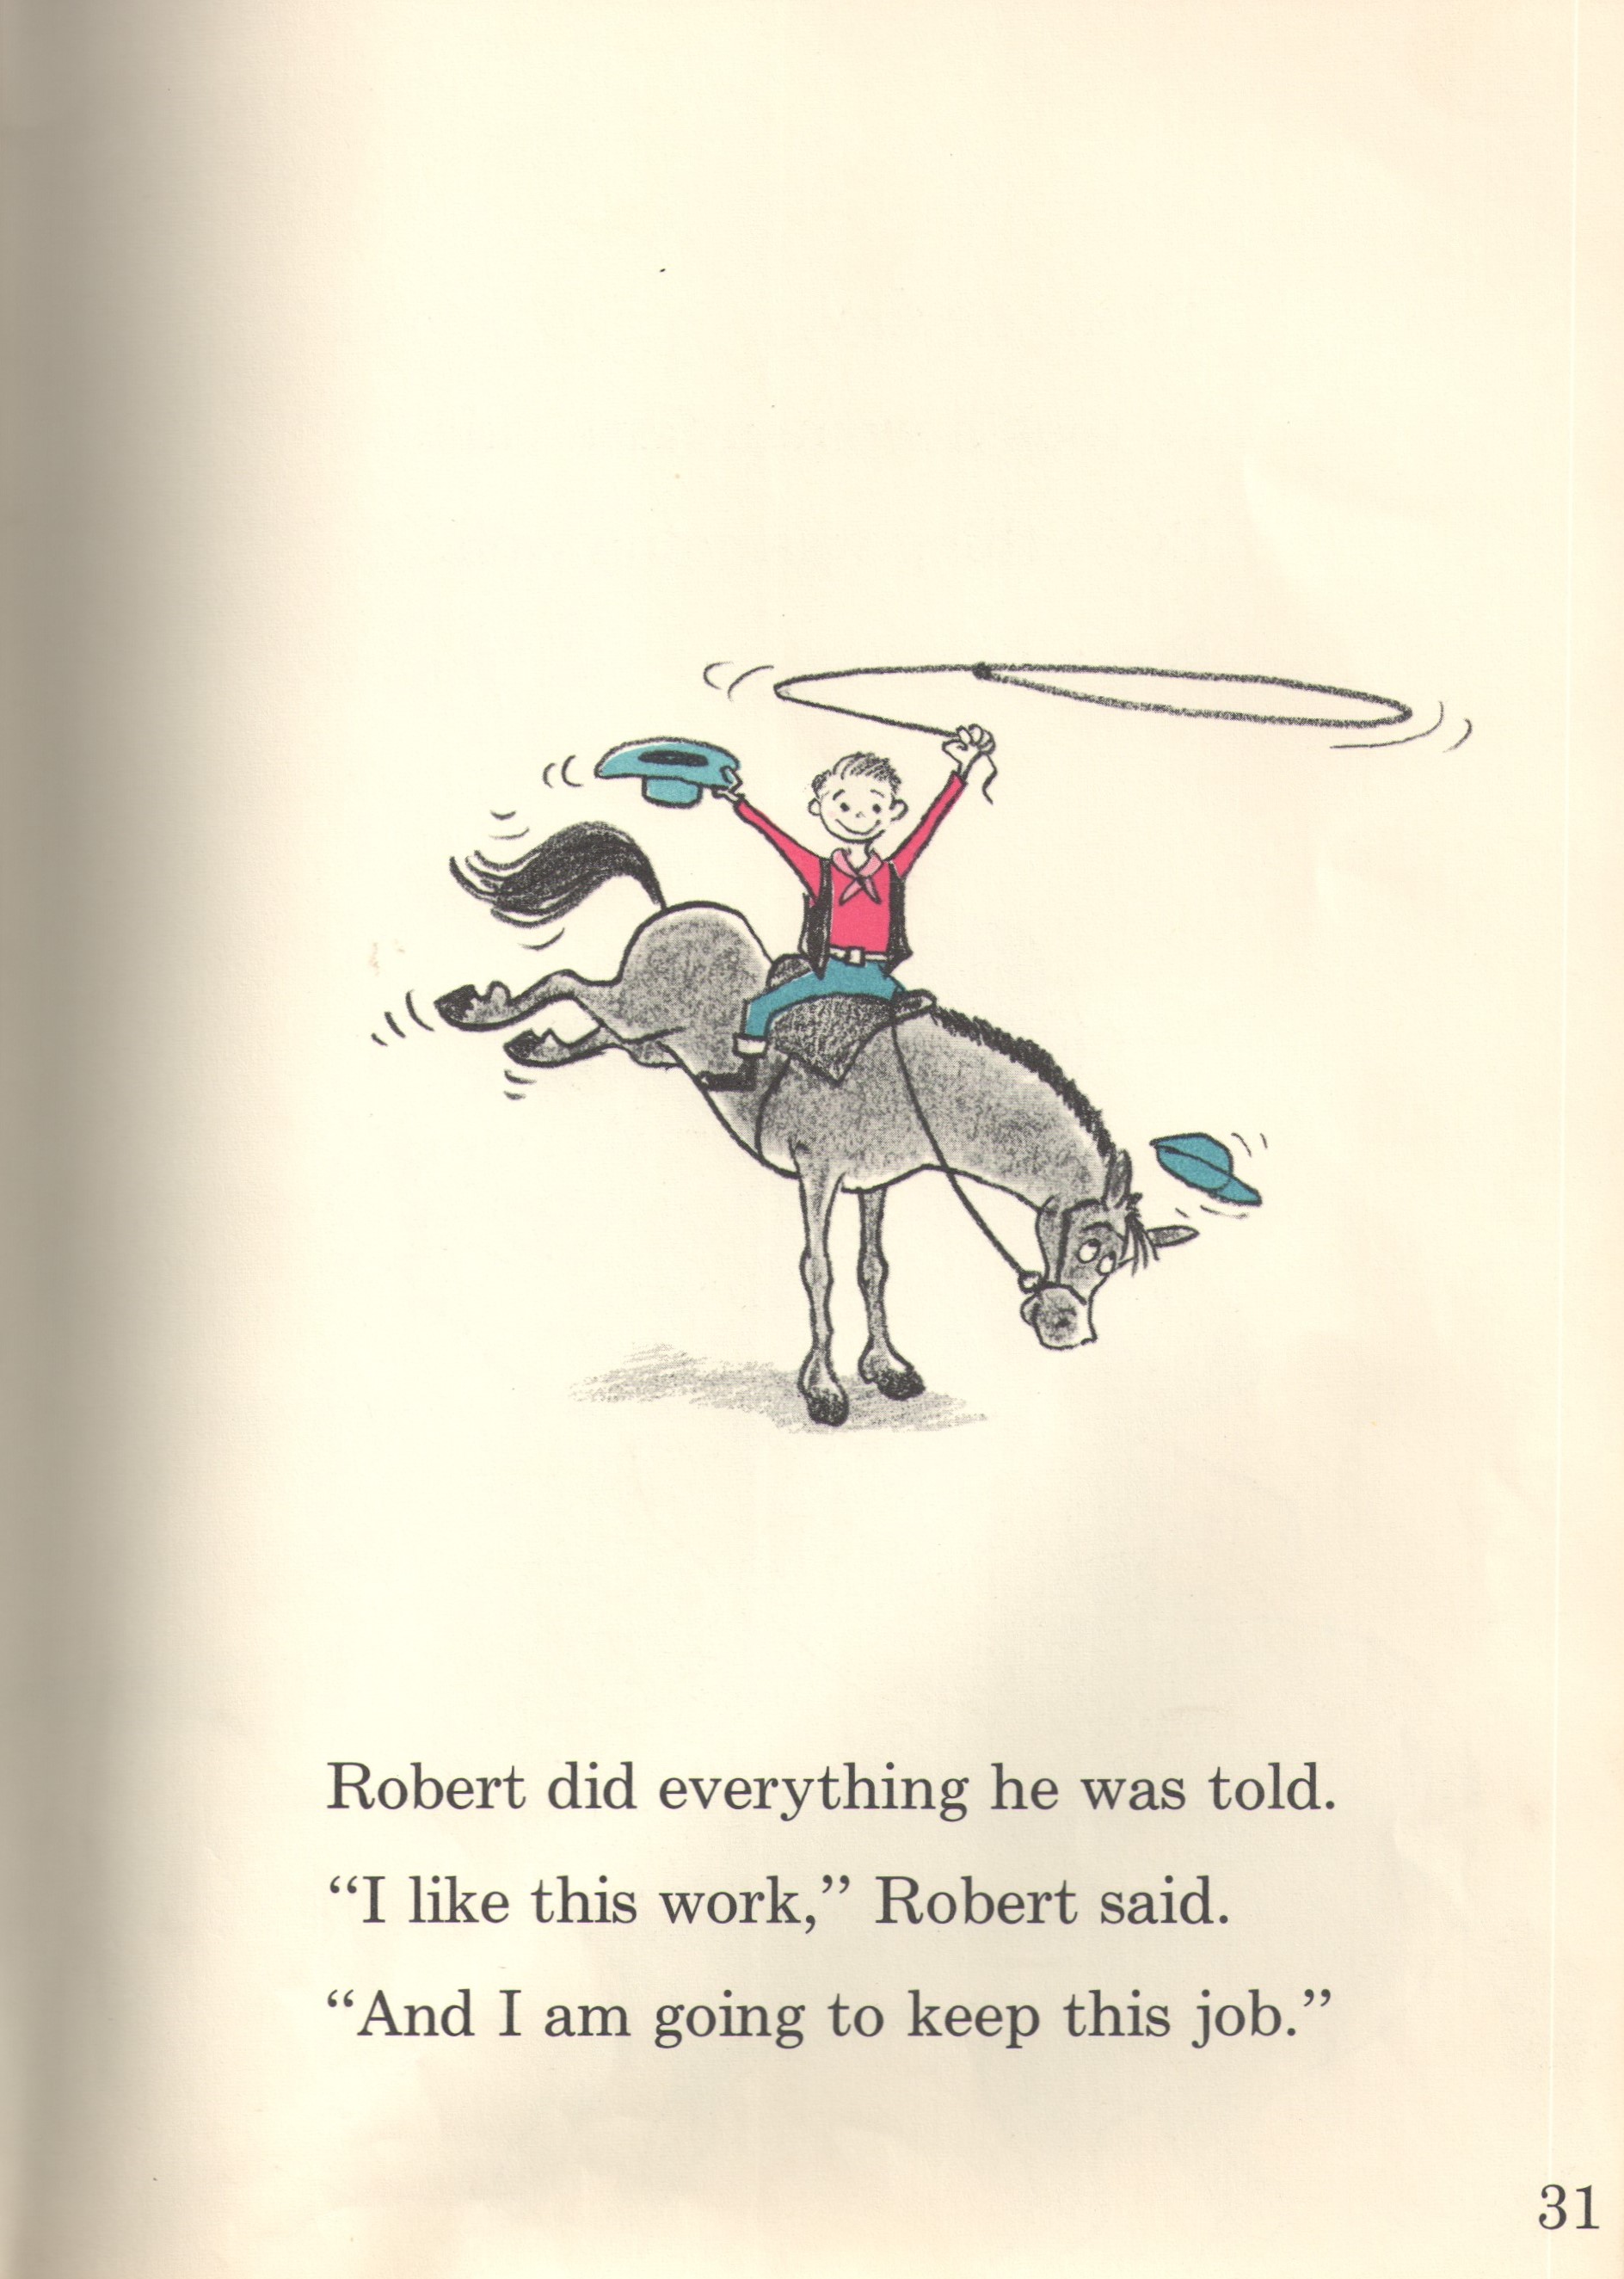 Robert did everything he was told.
“I like this work,” Robert said.
“And I am going to keep this job.”
31